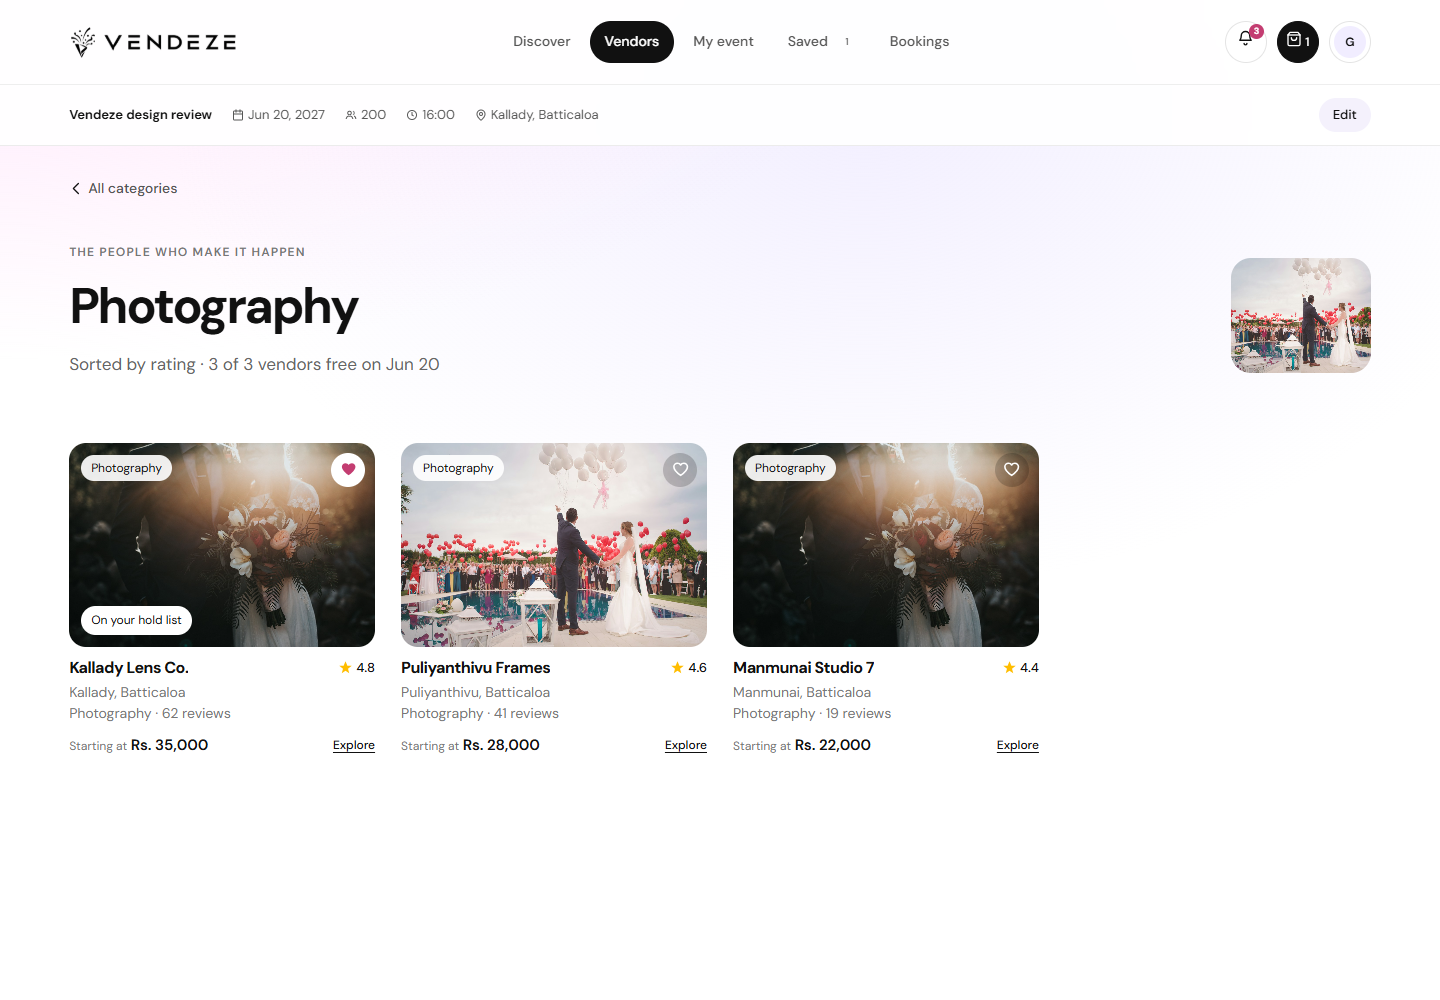 VENDEZE
Discover
Vendors
My event
Saved 1
Bookings
3
1
G
Vendeze design review
Jun 20, 2027
200
16:00
Kallady, Batticaloa
Edit
All categories
THE PEOPLE WHO MAKE IT HAPPEN
Photography
Sorted by rating · 3 of 3 vendors free on Jun 20
Photography
On your hold list
Kallady Lens Co. 4.8
Kallady, Batticaloa
Photography · 62 reviews
Starting at Rs. 35,000 Explore
Photography
Puliyanthivu Frames 4.6
Puliyanthivu, Batticaloa
Photography · 41 reviews
Starting at Rs. 28,000 Explore
Photography
Manmunai Studio 7 4.4
Manmunai, Batticaloa
Photography · 19 reviews
Starting at Rs. 22,000 Explore